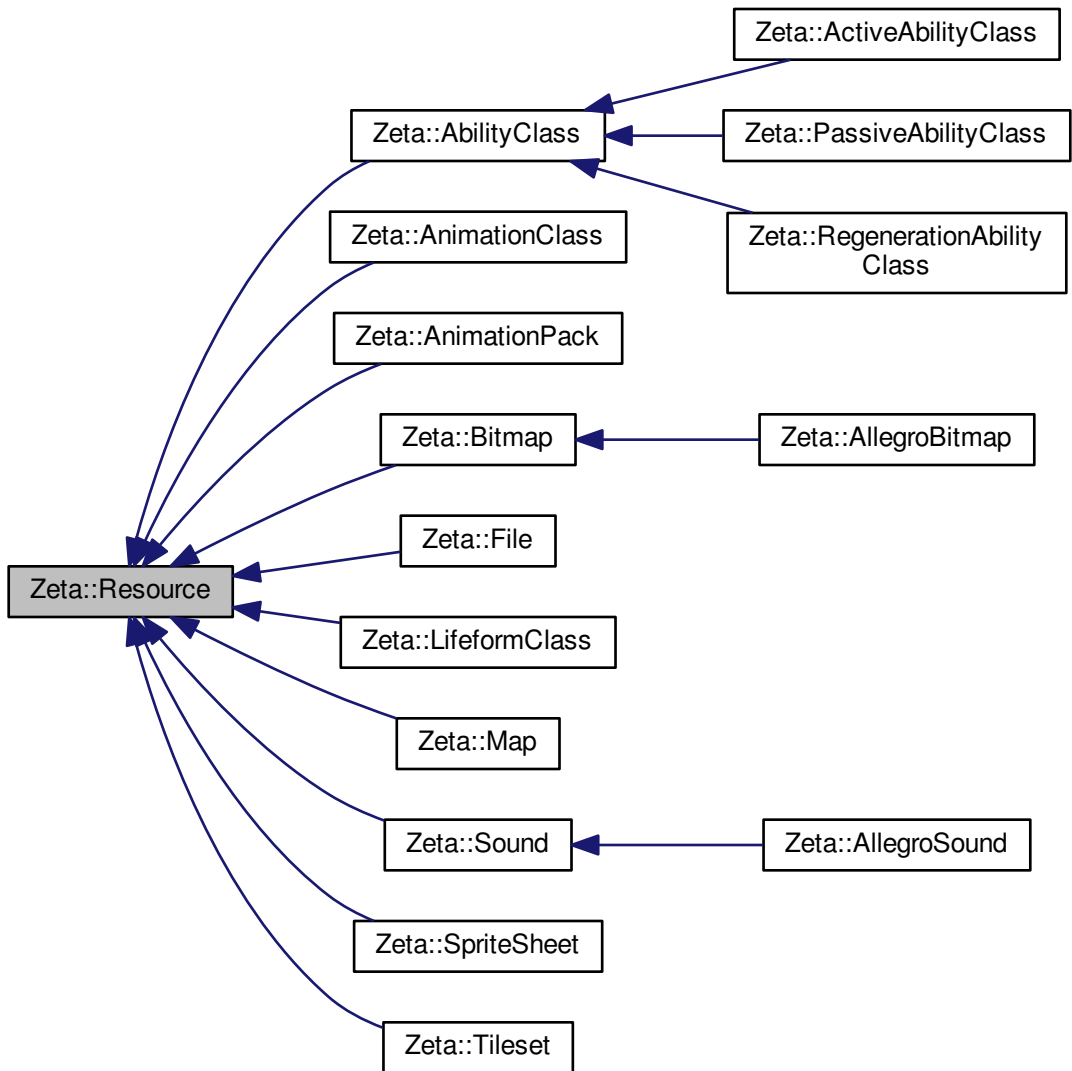 Zeta::ActiveAbilityClass
Zeta::AbilityClass
Zeta::PassiveAbilityClass
Zeta::AnimationClass
Zeta::RegenerationAbility
Class
Zeta::AnimationPack
Zeta::Bitmap
Zeta::AllegroBitmap
Zeta::File
Zeta::Resource
Zeta::LifeformClass
Zeta::Map
Zeta::Sound
Zeta::AllegroSound
Zeta::SpriteSheet
Zeta::Tileset